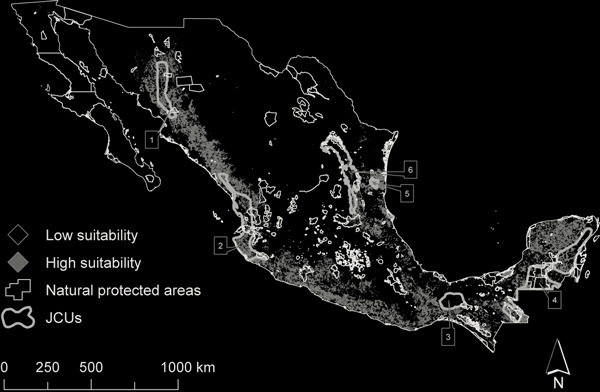 6
1
5
Low suitability
2
High suitability
Natural protected areas
4
JCUs
3
0 250 500 1000 km
N